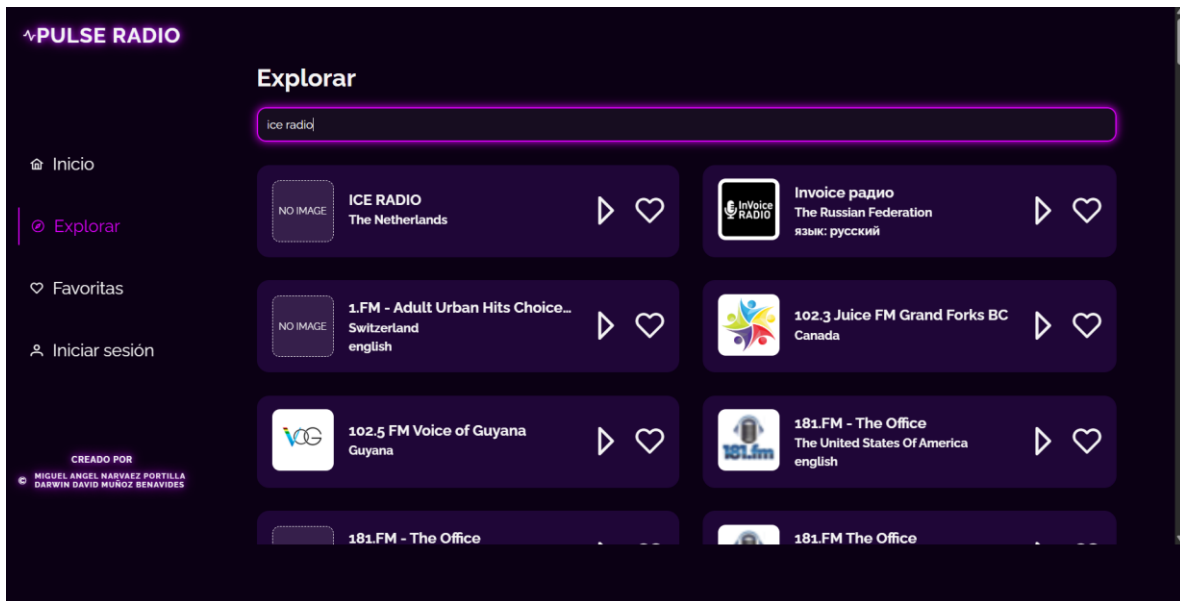 PULSE RADIO
Explorar
ice radio
Inicio
Explorar
Favoritas
Iniciar sesión
CREADO POR
© MIGUEL ANGEL NARVAEZ PORTILLA
DARWIN DAVID MUÑOZ BENAVIDES
NO IMAGE
ICE RADIO
The Netherlands
InVoice
RADIO
Invoice радио
The Russian Federation
язык: русский
NO IMAGE
1.FM - Adult Urban Hits Choice...
Switzerland
english
102.3 Juice FM Grand Forks BC
Canada
VOG
102.5 FM Voice of Guyana
Guyana
181.fm
181.FM - The Office
The United States Of America
english
181.FM - The Office
181.FM The Office